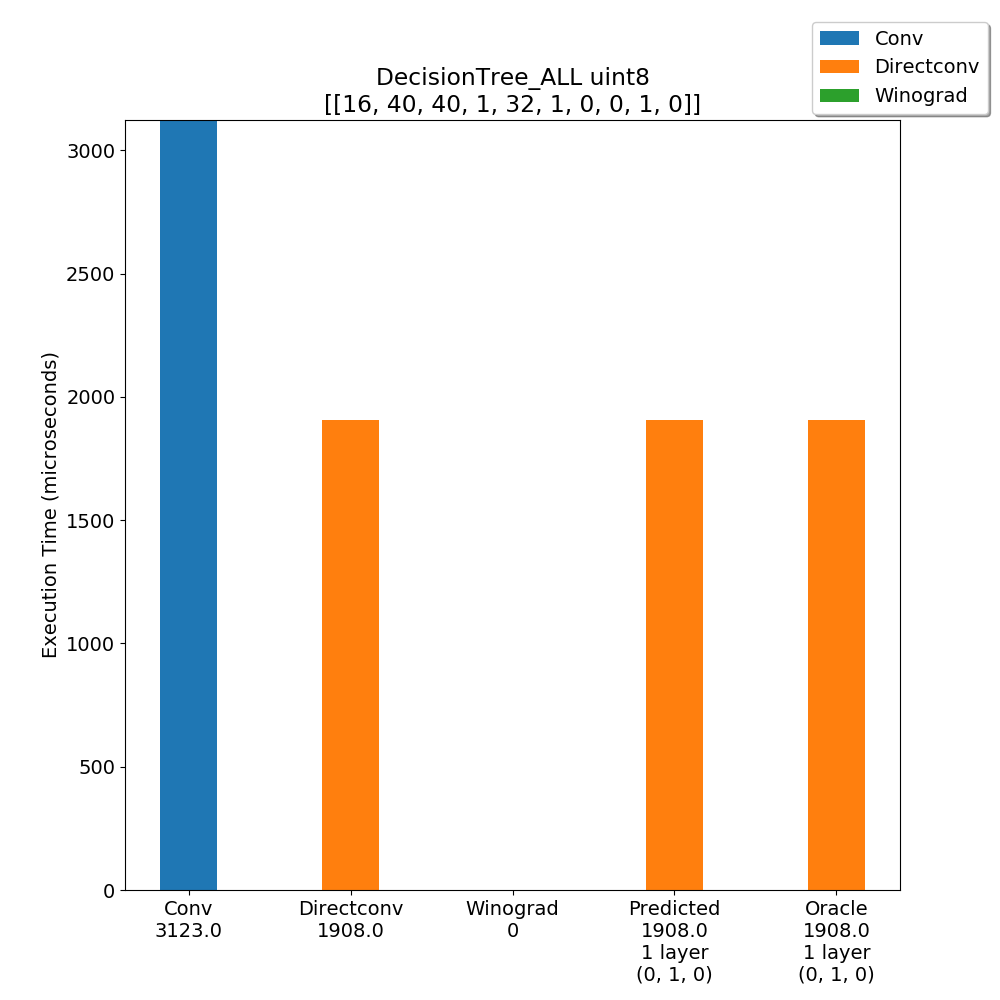 Conv
Directconv
Winograd
DecisionTree_ALL uint8
[[16, 40, 40, 1, 32, 1, 0, 0, 1, 0]]
Execution Time (microseconds)
3000
2500
2000
1500
1000
500
0
Conv
3123.0
Directconv
1908.0
Winograd
0
Predicted
1908.0
1 layer
(0, 1, 0)
Oracle
1908.0
1 layer
(0, 1, 0)